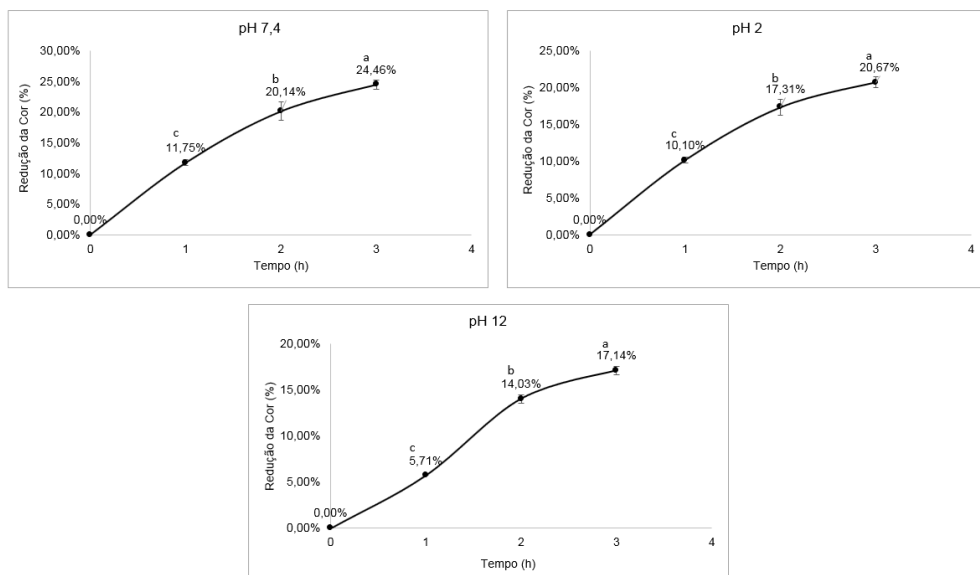 pH 7,4
30,00%
25,00%
20,00%
15,00%
10,00%
5,00%
0,00%
Redução da Cor (%)
0,00%
c
11,75%
b
20,14%
a
24,46%
0 1 2 3 4
Tempo (h)
pH 2
25,00%
20,00%
15,00%
10,00%
5,00%
0,00%
Redução da Cor (%)
0,00%
c
10,10%
b
17,31%
a
20,67%
0 1 2 3 4
Tempo (h)
pH 12
20,00%
15,00%
10,00%
5,00%
0,00%
Redução da Cor (%)
0,00%
c
5,71%
b
14,03%
a
17,14%
0 1 2 3 4
Tempo (h)